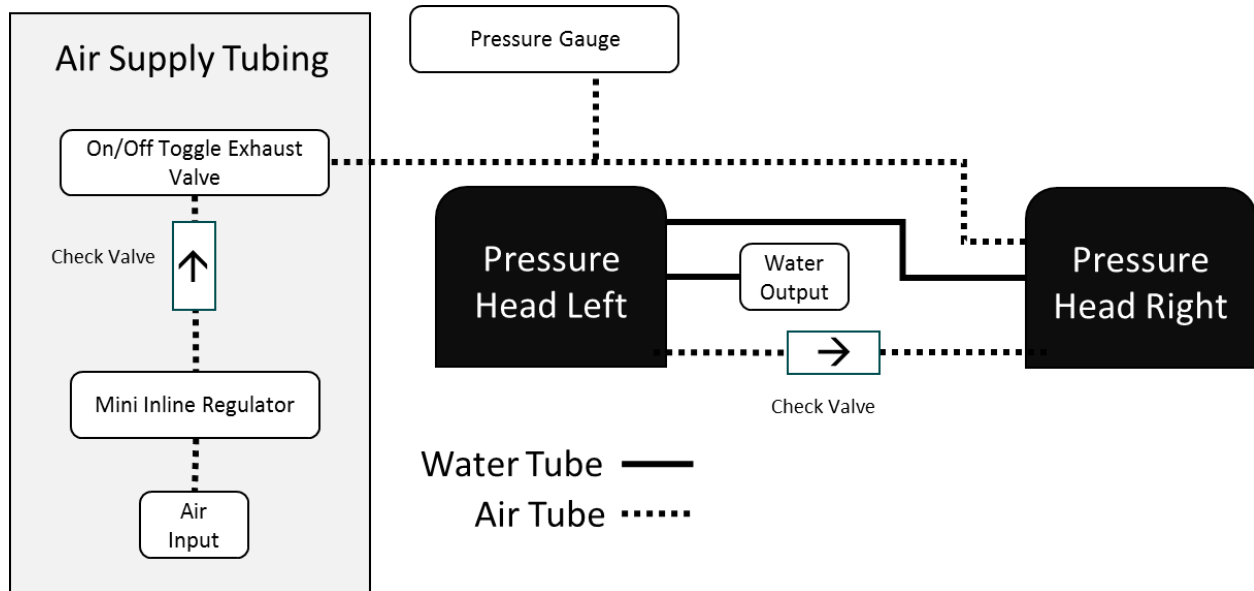 Air Supply Tubing
On/Off Toggle Exhaust
Valve
Check Valve
Mini Inline Regulator
Air
Input
Pressure Gauge
Pressure
Head Left
Water
Output
Pressure
Head Right
Check Valve
Water Tube
Air Tube